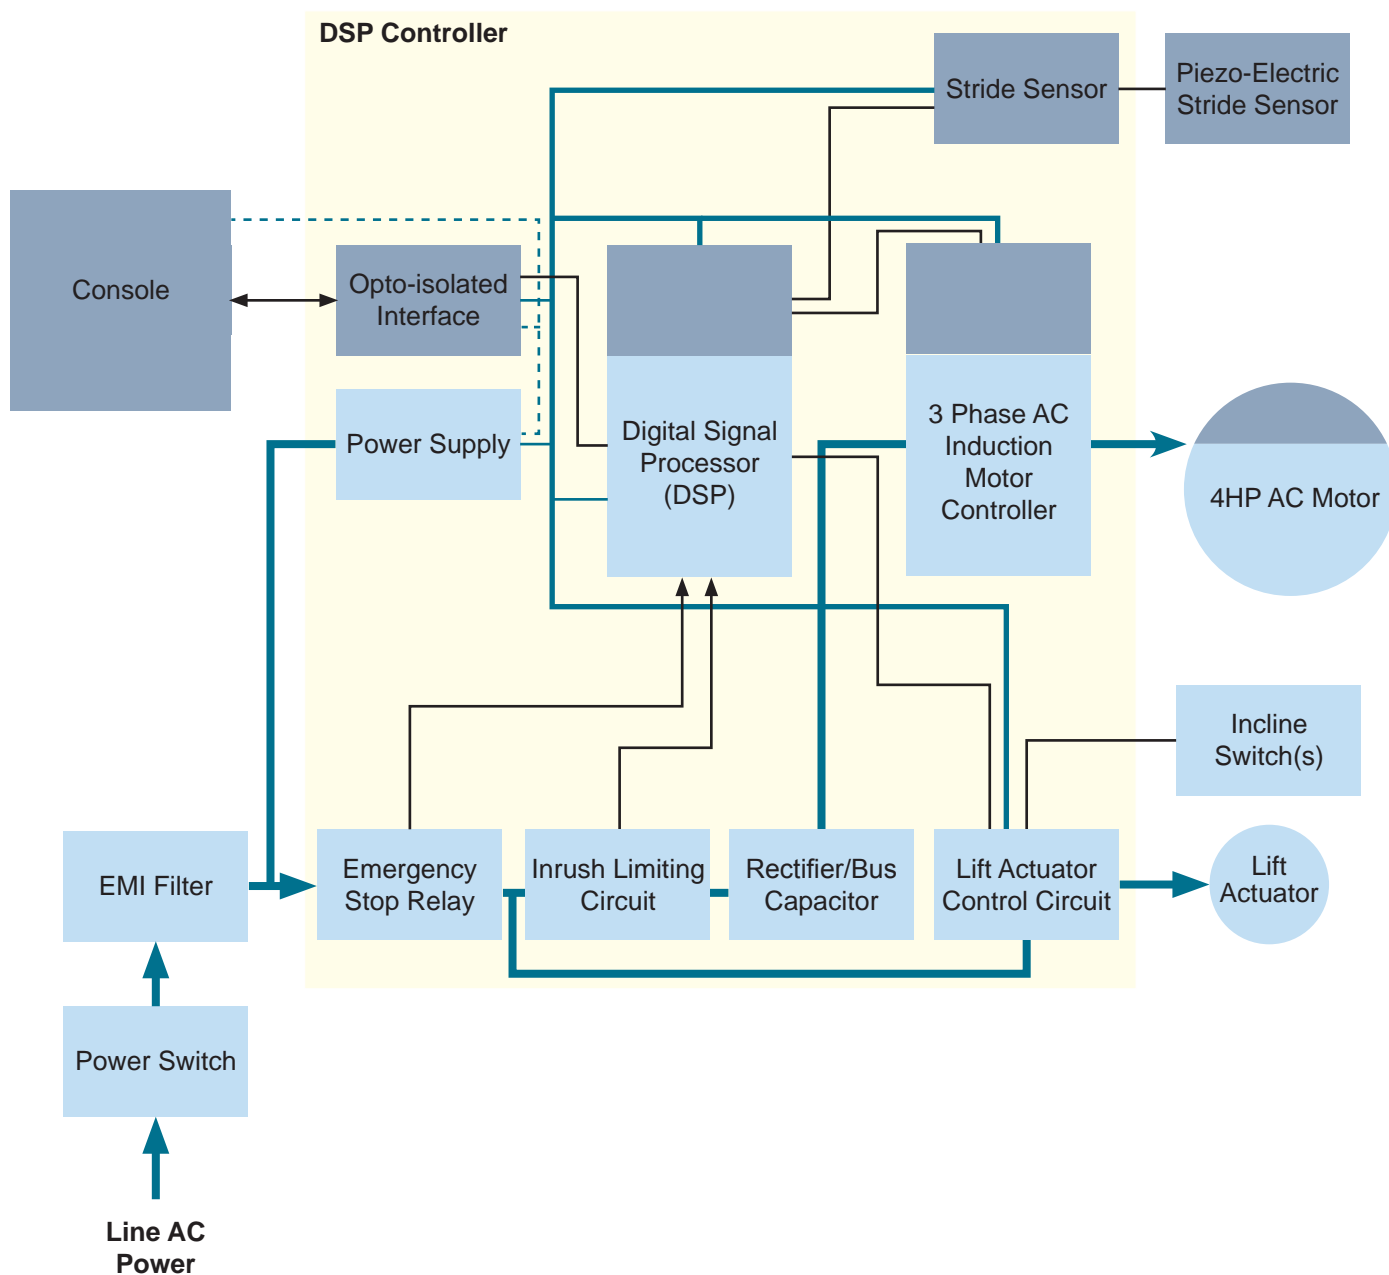 DSP Controller
Stride Sensor
Piezo-Electric
Stride Sensor
Console
Opto-isolated
Interface
Power Supply
Digital Signal
Processor
(DSP)
3 Phase AC
Induction
Motor
Controller
4HP AC Motor
Incline
Switch(s)
EMI Filter
Emergency
Stop Relay
Inrush Limiting
Circuit
Rectifier/Bus
Capacitor
Lift Actuator
Control Circuit
Lift
Actuator
Power Switch
Line AC
Power